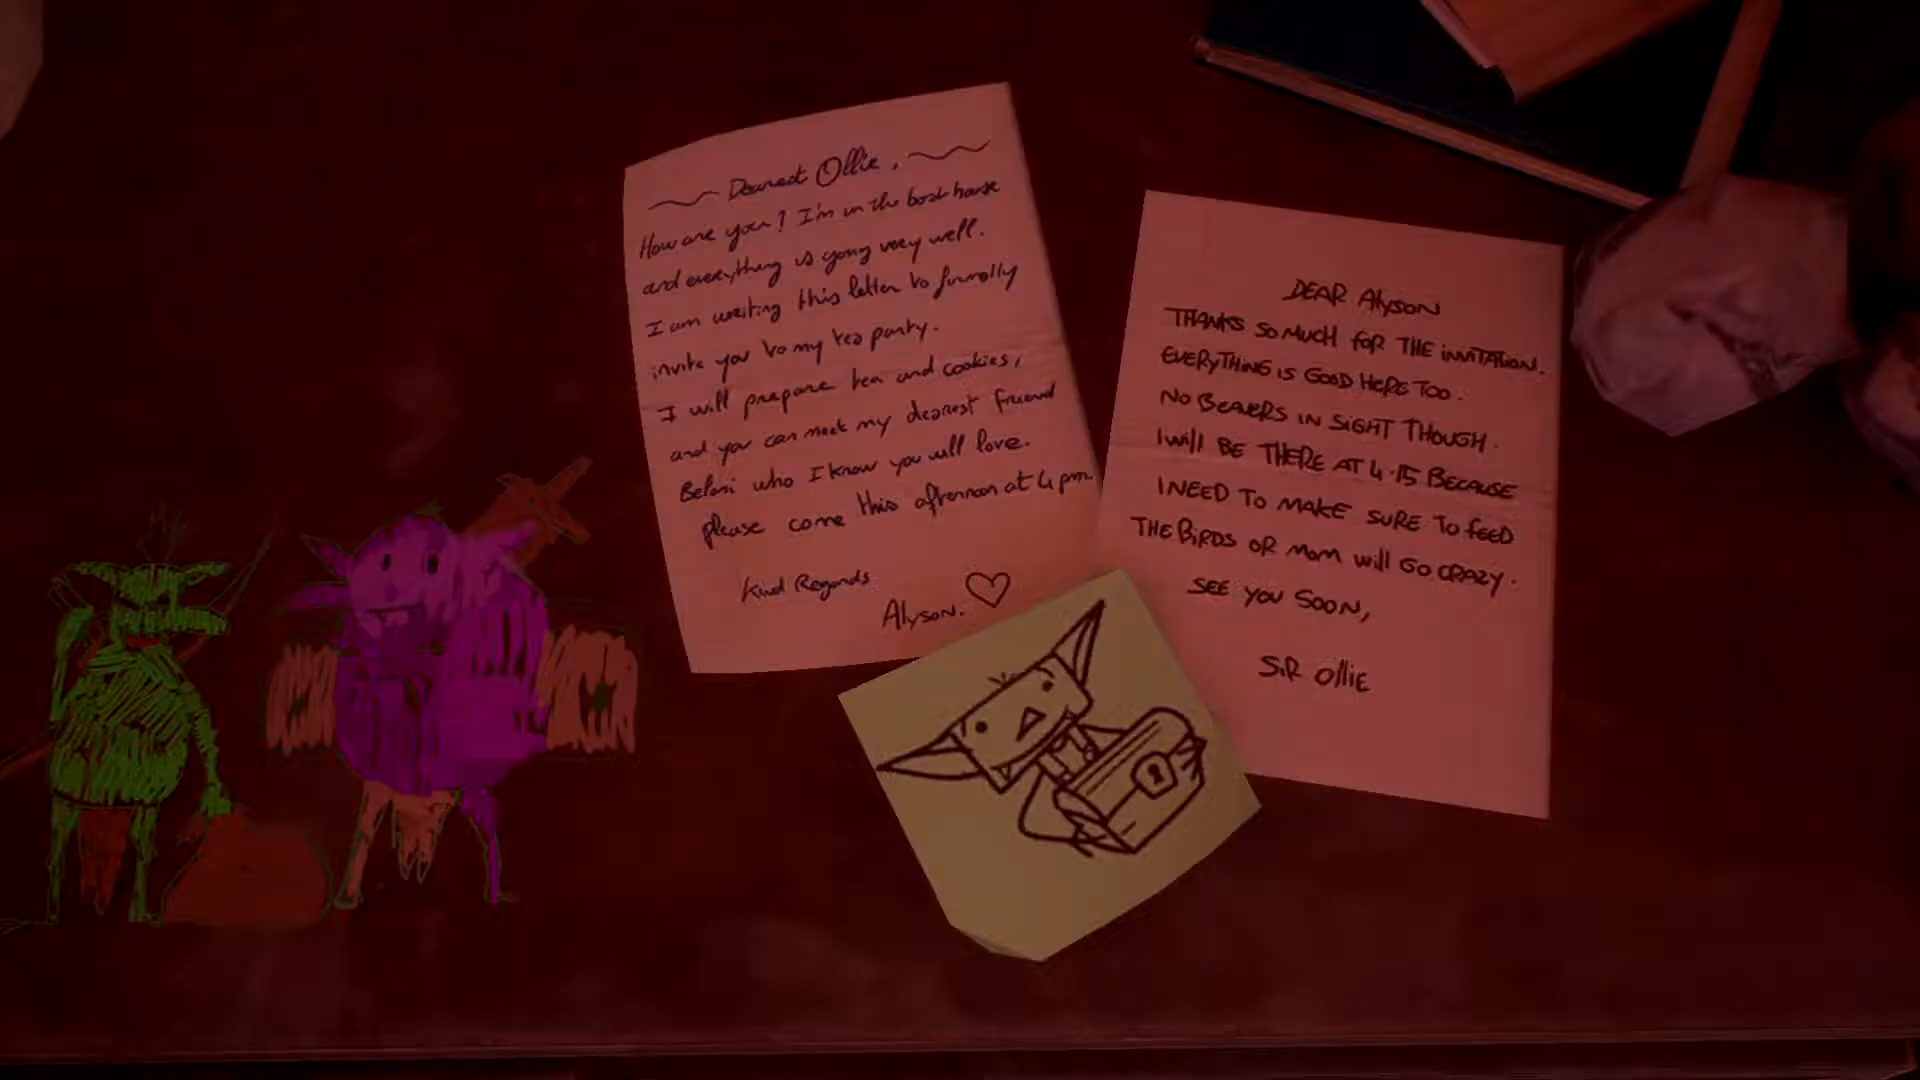 Dearest Ollie,
How are you? I'm in the boat house
and everything is going very well.
I am writing this letter to formally
invite you to my tea party.
I will prepare tea and cookies,
and you can meet my dearest friend
who I know you will love.
please come this afternoon at 4 pm.
Kind Regards
Alyson.
DEAR Alyson
THANKS SO MUCH FOR THE INVITATION.
EVERYTHING IS GOOD HERE TOO.
NO BEAVERS IN SIGHT THOUGH.
I WILL BE THERE AT 4.15 BECAUSE
I NEED TO MAKE SURE TO FEED
THE BIRDS OR MOM WILL GO CRAZY.
SEE YOU SOON,
SIR OLLIE